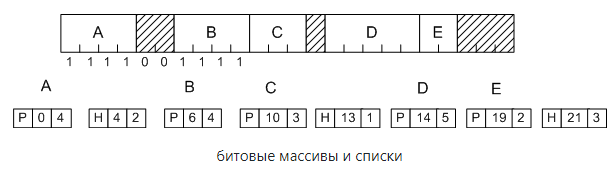 A B C D E
1 1 1 1 0 0 1 1 1 1
A B C D E
P 0 4 H 4 2 P 6 4 P 10 3 H 13 1 P 14 5 P 19 2 H 21 3
битовые массивы и списки